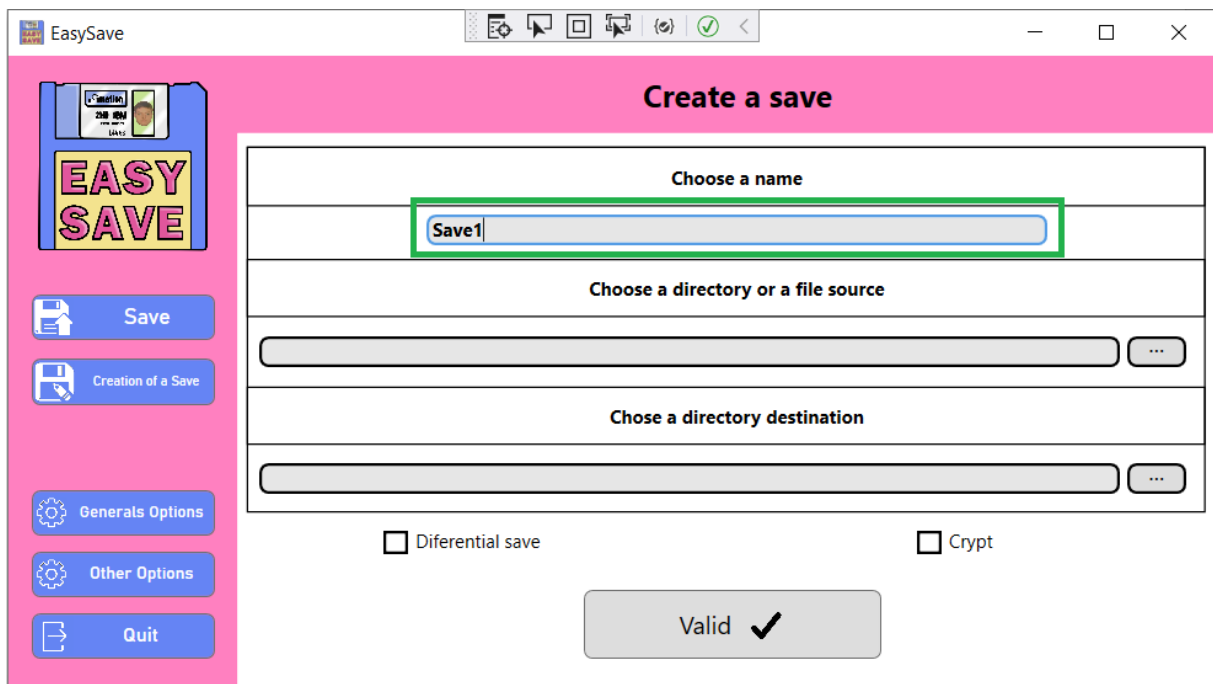 EasySave
EASY
SAVE
Save
Creation of a Save
Generals Options
Other Options
Quit
Create a save
Choose a name
Save1
Choose a directory or a file source
...
Chose a directory destination
...
Diferential save
Crypt
Valid